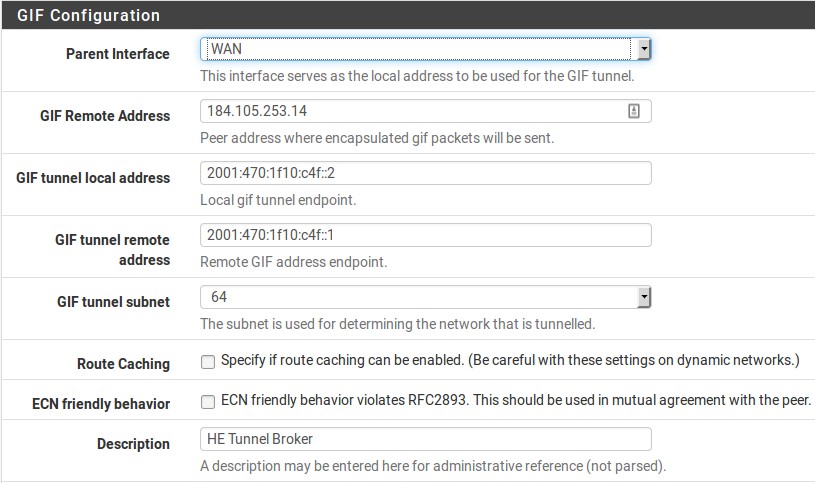 GIF Configuration
Parent Interface
WAN
This interface serves as the local address to be used for the GIF tunnel.
GIF Remote Address
184.105.253.14
Peer address where encapsulated gif packets will be sent.
GIF tunnel local address
2001:470:1f10:c4f::2
Local gif tunnel endpoint.
GIF tunnel remote
address
2001:470:1f10:c4f::1
Remote GIF address endpoint.
GIF tunnel subnet
64
The subnet is used for determining the network that is tunnelled.
Route Caching
Specify if route caching can be enabled. (Be careful with these settings on dynamic networks.)
ECN friendly behavior
ECN friendly behavior violates RFC2893. This should be used in mutual agreement with the peer.
Description
HE Tunnel Broker
A description may be entered here for administrative reference (not parsed).